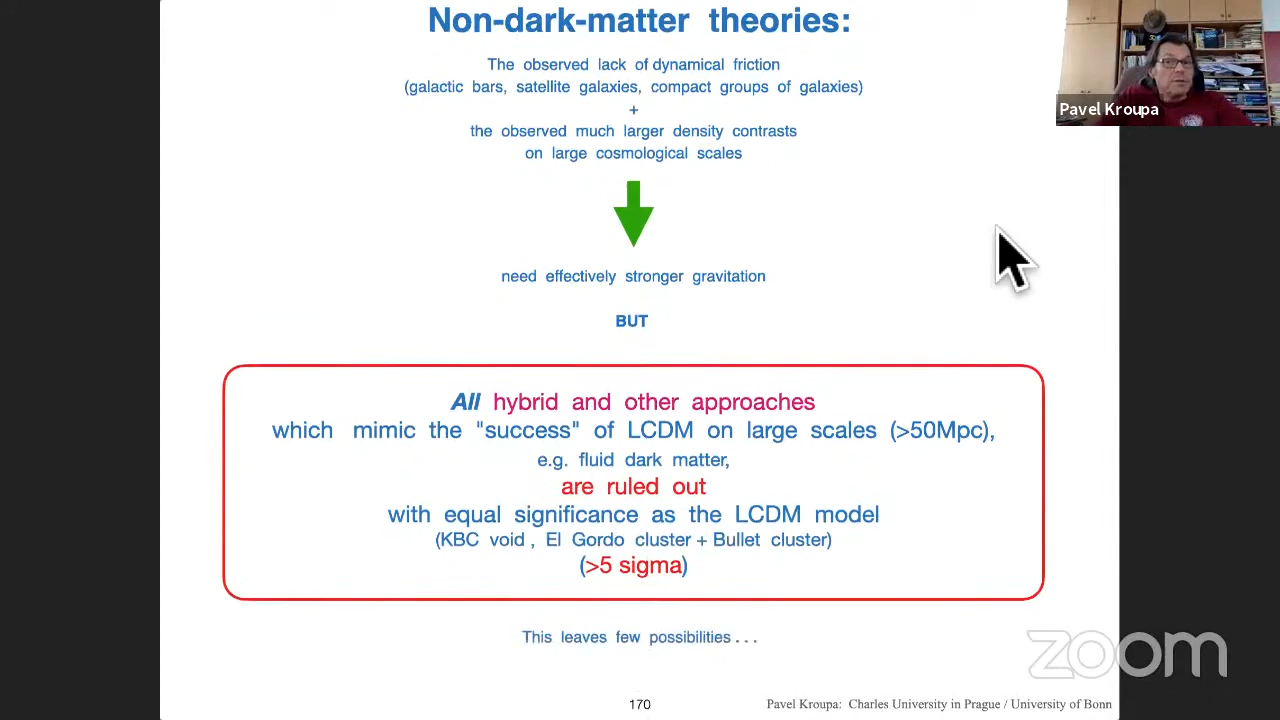 Non-dark-matter theories:
The observed lack of dynamical friction
(galactic bars, satellite galaxies, compact groups of galaxies)
+
the observed much larger density contrasts
on large cosmological scales
need effectively stronger gravitation
BUT
All hybrid and other approaches
which mimic the "success" of LCDM on large scales (>50Mpc),
e.g. fluid dark matter,
are ruled out
with equal significance as the LCDM model
(KBC void , El Gordo cluster + Bullet cluster)
(>5 sigma)
This leaves few possibilities . . .
170
Pavel Kroupa: Charles University in Prague / University of Bonn
Pavel Kroupa
zoom